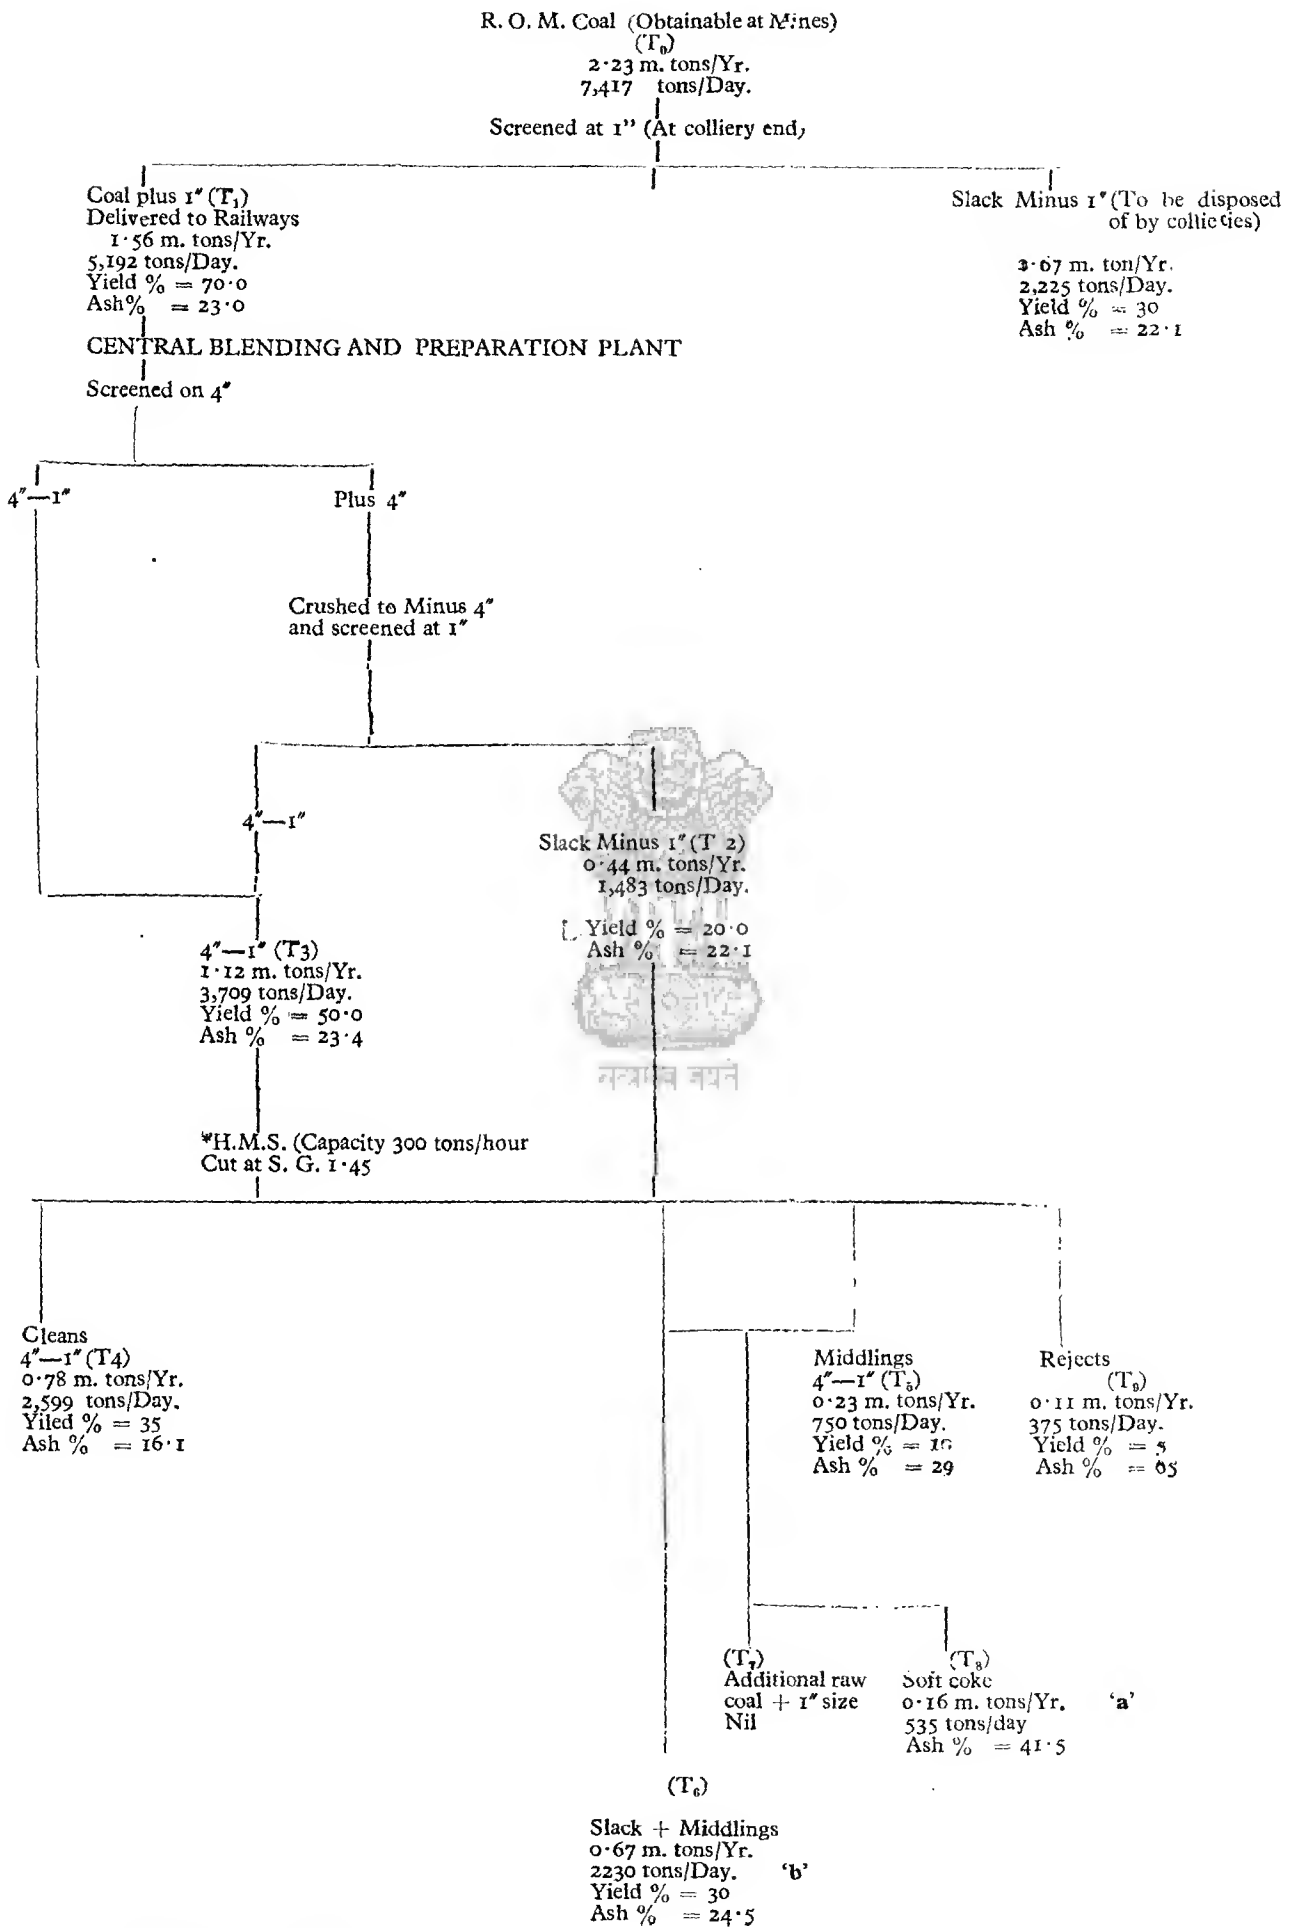 R. O. M. Coal (Obtainable at Mines)
(T₀)
2·23 m. tons/Yr.
7,417 tons/Day.
Screened at 1” (At colliery end,
Coal plus 1″ (T₁)
Delivered to Railways
1·56 m. tons/Yr.
5,192 tons/Day.
Yield % = 70·0
Ash% = 23·0
Slack Minus 1″ (To be disposed
of by collieries)
m. ton/Yr.
2,225 tons/Day.
Yield % = 30
Ash % = 22·1
CENTRAL BLENDING AND PREPARATION PLANT
Screened on 4″
4″—1″
Plus 4″
Crushed to Minus 4″
and screened at 1″
4″—1″
Slack Minus 1″ (T 2)
0·44 m. tons/Yr.
1,483 tons/Day.
Yield % = 20·0
Ash % = 22·1
4″—1″ (T3)
1·12 m. tons/Yr.
3,709 tons/Day.
Yield % = 50·0
Ash % = 23·4
सत्यमेव जयते
*H.M.S. (Capacity 300 tons/hour
Cut at S. G. 1·45
Cleans
4″—1″ (T4)
0·78 m. tons/Yr.
2,599 tons/Day.
Yiled % = 35
Ash % = 16·1
Middlings
4″—1″ (T₅)
0·23 m. tons/Yr.
750 tons/Day.
Yield % = 10
Ash % = 29
Rejects
(T₉)
0·11 m. tons/Yr.
375 tons/Day.
Yield % = 5
Ash % = 65
(T₇)
Additional raw
coal + 1″ size
Nil
(T₈)
Soft coke
0·16 m. tons/Yr. ‘a’
535 tons/day
Ash % = 41·5
(T₆)
Slack + Middlings
0·67 m. tons/Yr.
2230 tons/Day. ‘b’
Yield % = 30
Ash % = 24·5